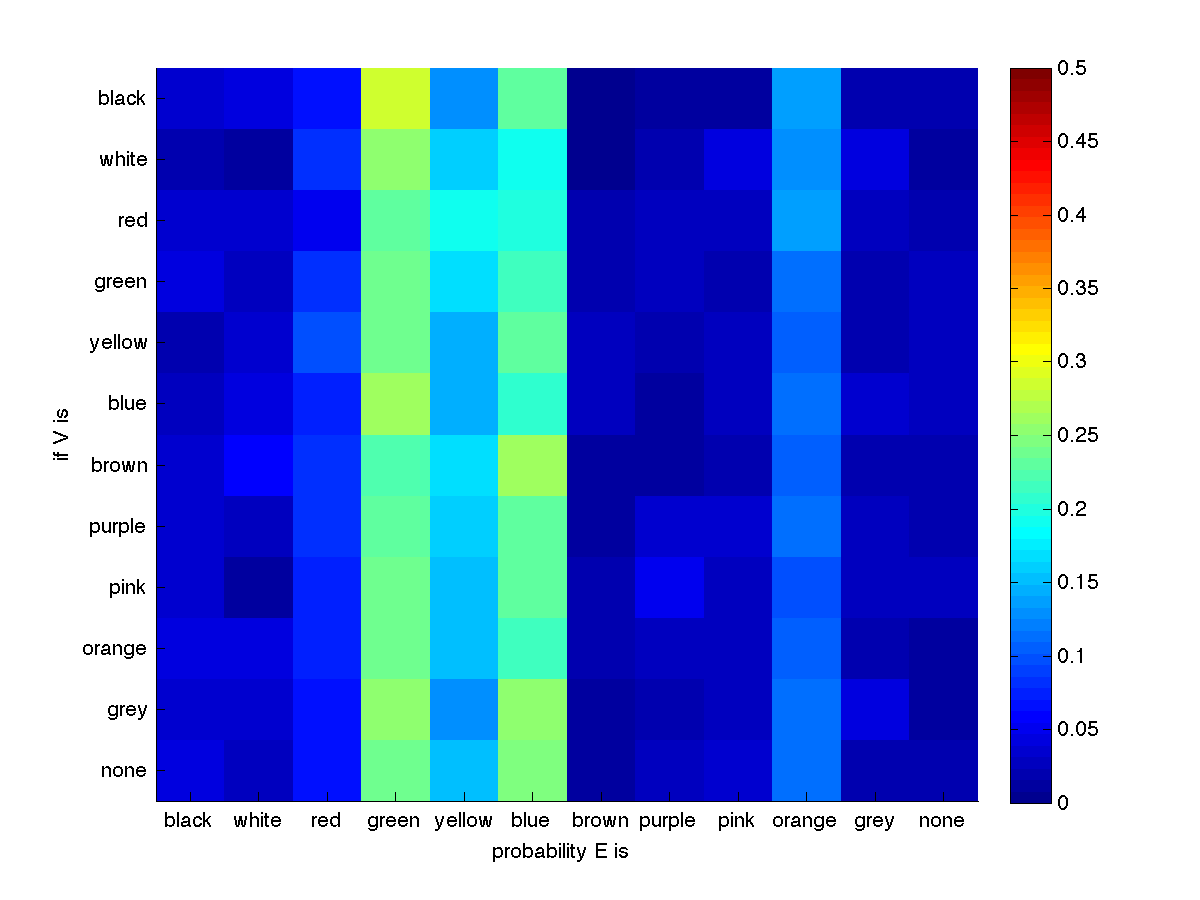 black
white
red
green
yellow
blue
brown
purple
pink
orange
grey
none
if V is
black white red green yellow blue brown purple pink orange grey none
probability E is
0.5
0.45
0.4
0.35
0.3
0.25
0.2
0.15
0.1
0.05
0